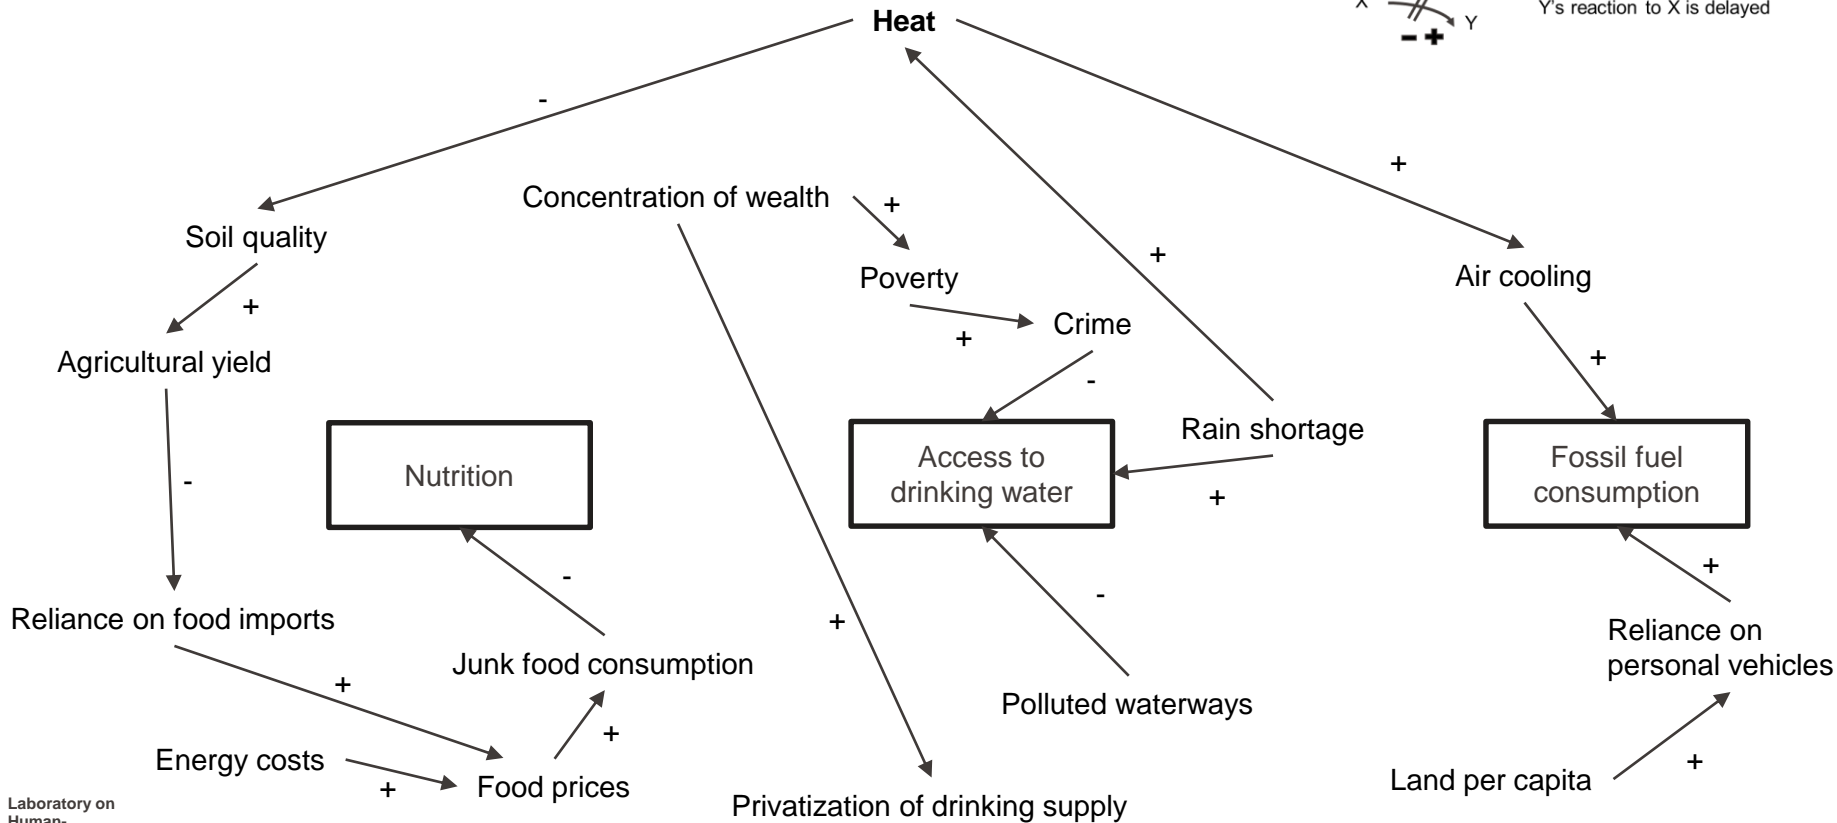 X
Y's reaction to X is delayed
Y
- +
Heat
-
+
Concentration of wealth
+
Soil quality
+
Poverty
Air cooling
+
+
Crime
+
Agricultural yield
-
Rain shortage
-
Nutrition
Access to
drinking water
Fossil fuel
consumption
+
-
-
+
Reliance on food imports
+
Reliance on
personal vehicles
Junk food consumption
+
Polluted waterways
+
Energy costs
+
Food prices
+
Land per capita
Privatization of drinking supply
Laboratory on
Human-